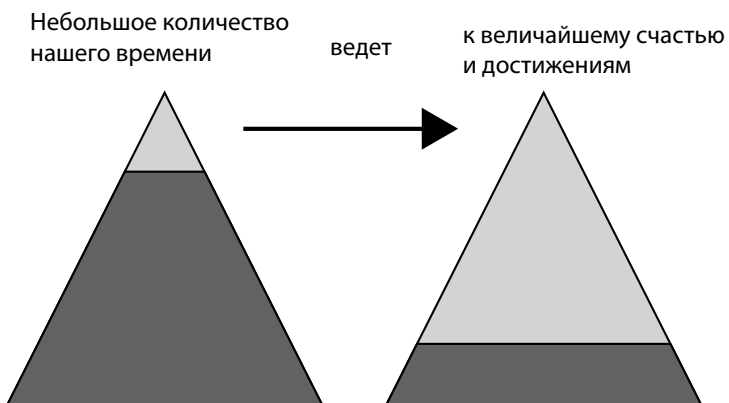 Небольшое количество
нашего времени
ведет
к величайшему счастью
и достижениям